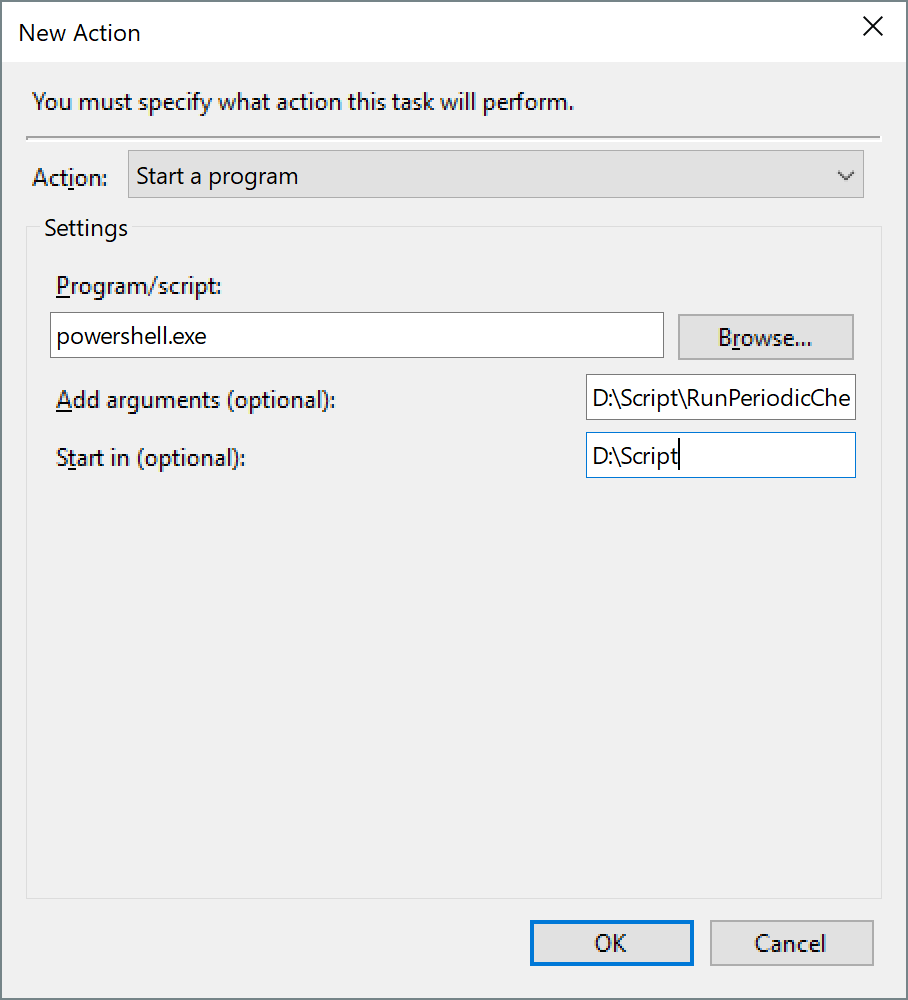 New Action
You must specify what action this task will perform.
Action: Start a program
Settings
Program/script:
powershell.exe Browse...
Add arguments (optional): D:\Script\RunPeriodicChe
Start in (optional): D:\Script
OK Cancel